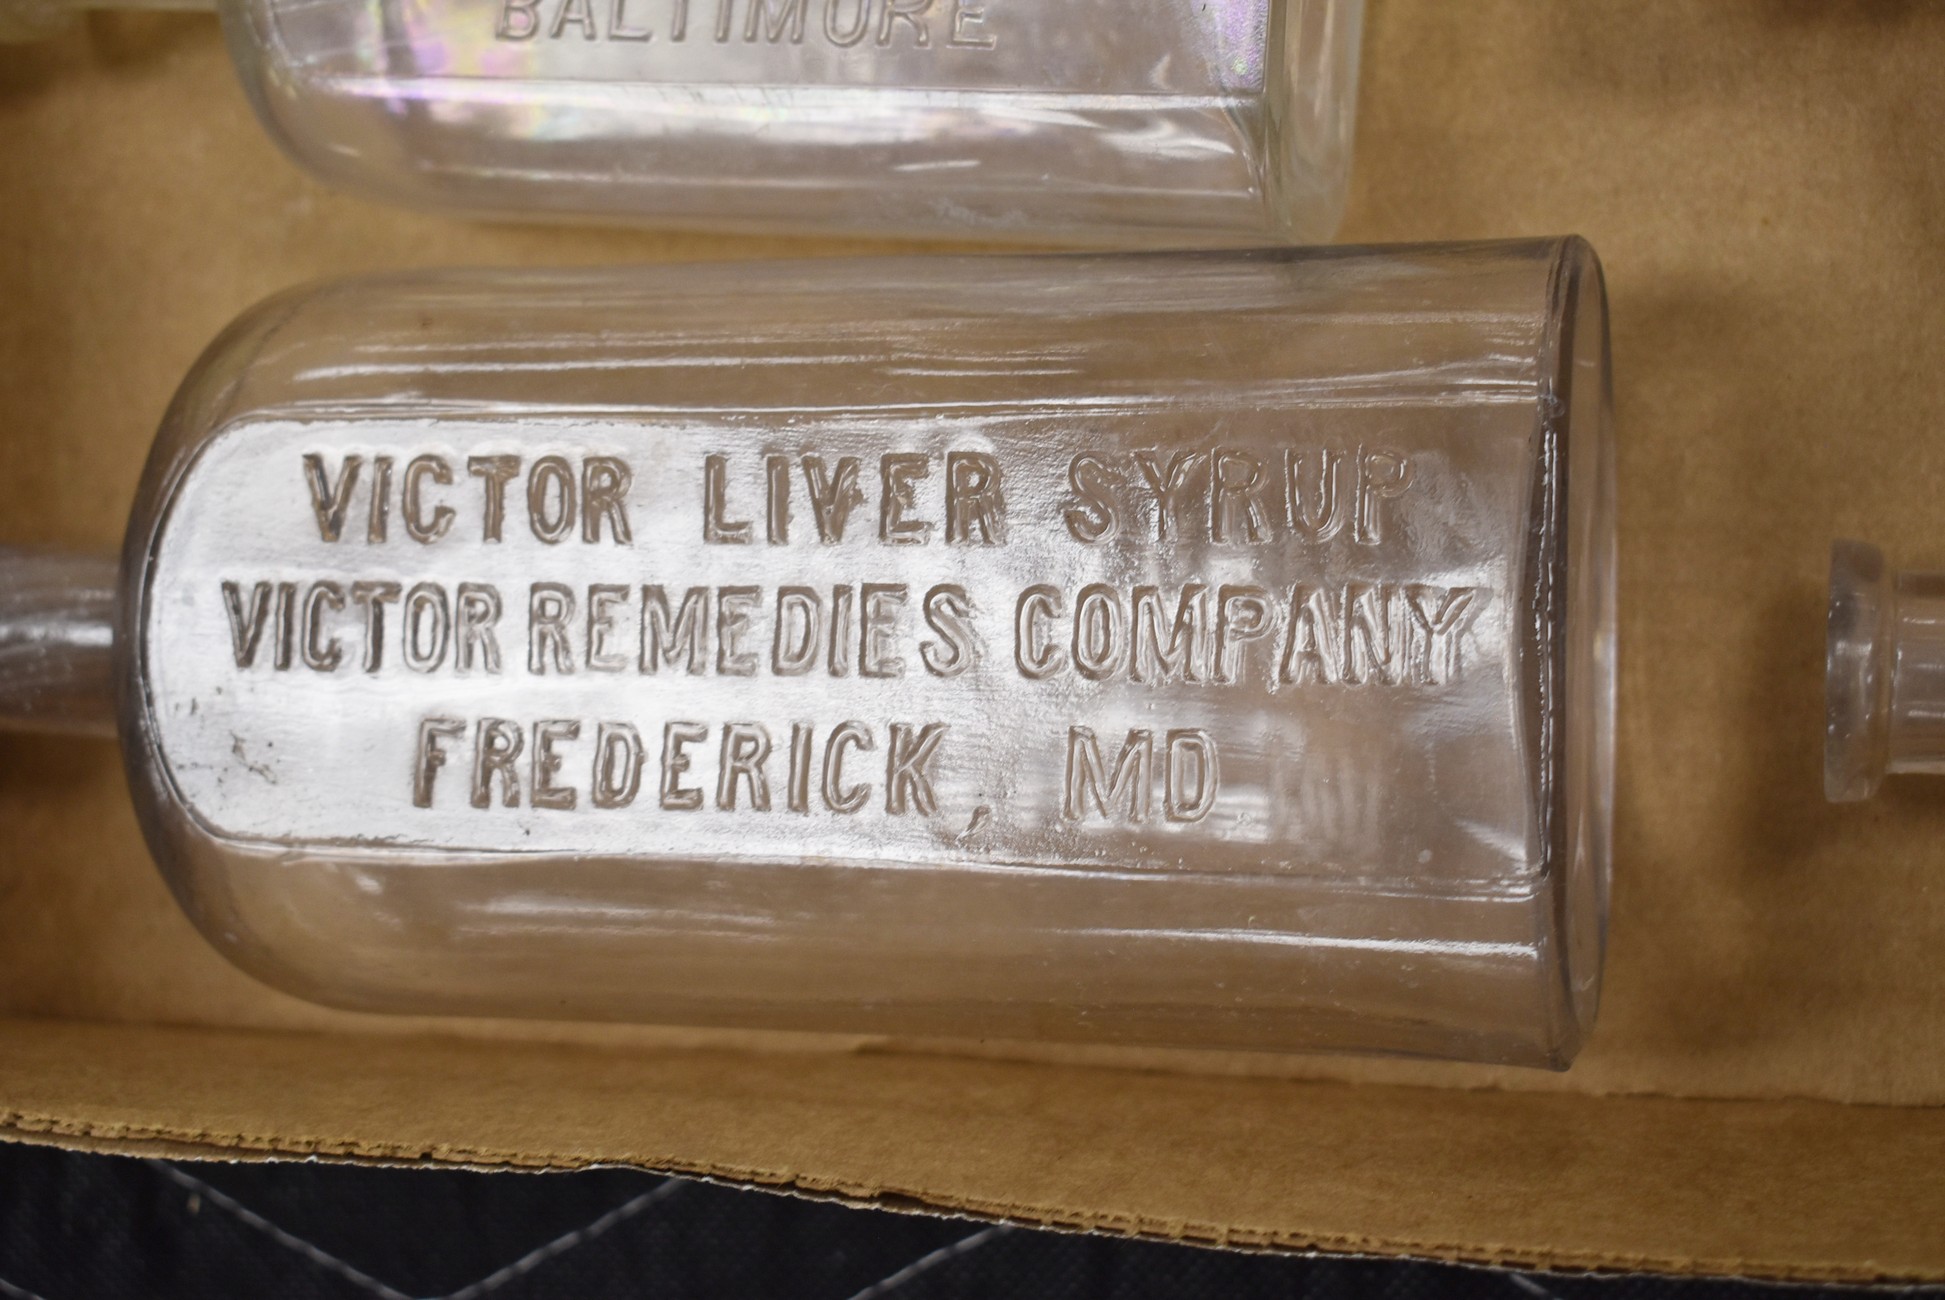 BALTIMORE
VICTOR LIVER SYRUP
VICTOR REMEDIES COMPANY
FREDERICK, MD.